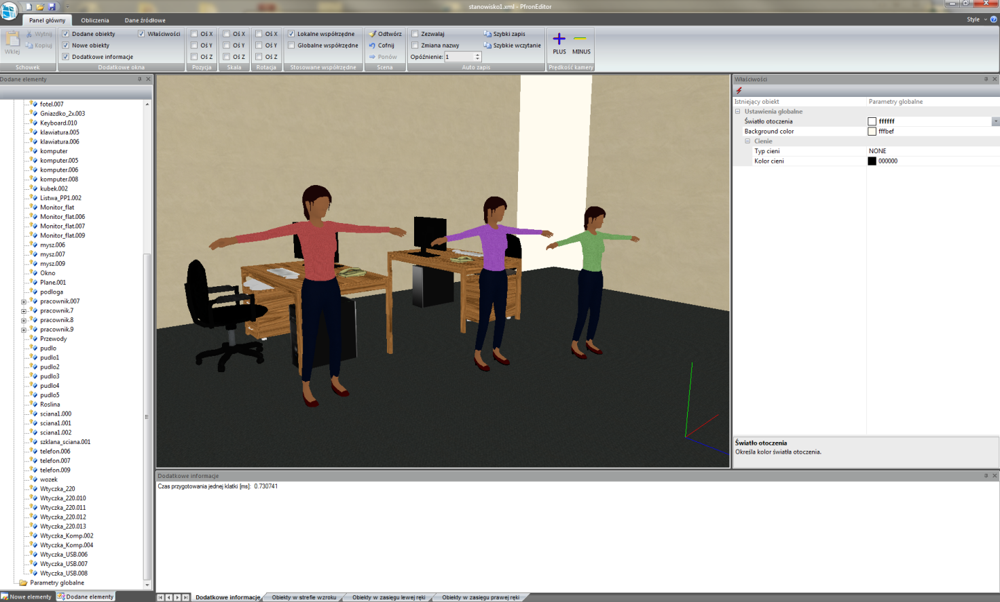 stanowisko1.xml - PfronEditor
Panel główny Obliczenia Dane źródłowe Style
Wklej
Wytnij
Kopiuj
Schowek
Dodane obiekty Właściwości
Nowe obiekty
Dodatkowe informacje
Dodatkowe okna
Oś X
Oś Y
Oś Z
Pozycja
Oś X
Oś Y
Oś Z
Skala
Oś X
Oś Y
Oś Z
Rotacja
Lokalne współrzędne
Globalne współrzędne
Stosowane współrzędne
Odtwórz
Cofnij
Ponów
Scena
Zezwalaj Szybki zapis
Zmiana nazwy Szybkie wczytanie
Opóźnienie: 1
Auto zapis
PLUS MINUS
Prędkość kamery
Dodane elementy
fotel.007
Gniazdko_2x.003
Keyboard.010
klawiatura.005
klawiatura.006
komputer
komputer.005
komputer.006
komputer.008
kubek.002
Listwa_PP1.002
Monitor_flat
Monitor_flat.006
Monitor_flat.007
Monitor_flat.009
mysz.006
mysz.007
mysz.009
Okno
Plane.001
podloga
pracownik.007
pracownik.7
pracownik.8
pracownik.9
Przewody
pudlo
pudlo1
pudlo2
pudlo3
pudlo4
pudlo5
Roslina
sciana1.000
sciana1.001
sciana1.002
szklana_sciana.001
telefon.006
telefon.007
telefon.009
wozek
Wtyczka_220
Wtyczka_220.010
Wtyczka_220.011
Wtyczka_220.012
Wtyczka_220.013
Wtyczka_Komp.002
Wtyczka_Komp.004
Wtyczka_USB.006
Wtyczka_USB.007
Wtyczka_USB.008
Parametry globalne
Nowe elementy Dodane elementy
Właściwości
Istniejący obiekt Parametry globalne
Ustawienia globalne
Światło otoczenia ffffff
Background color fffbef
Cienie
Typ cieni NONE
Kolor cieni 000000
Światło otoczenia
Określa kolor światła otoczenia.
Dodatkowe informacje
Czas przygotowania jednej klatki [ms]: 0.730741
Dodatkowe informacje Obiekty w strefie wzroku Obiekty w zasięgu lewej ręki Obiekty w zasięgu prawej ręki